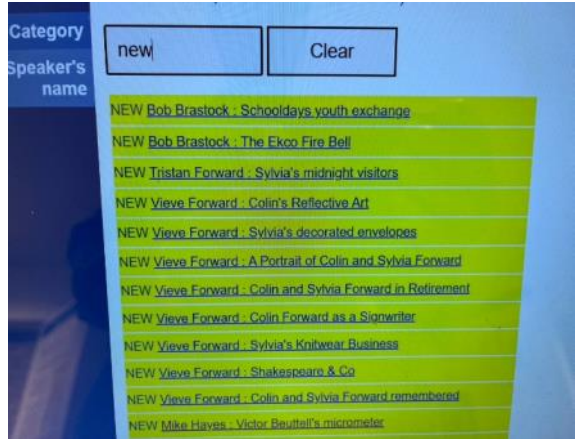 Category
Speaker's
name
new
Clear
NEW Bob Brastock : Schooldays youth exchange
NEW Bob Brastock : The Ekco Fire Bell
NEW Tristan Forward : Sylvia's midnight visitors
NEW Vieve Forward : Colin's Reflective Art
NEW Vieve Forward : Sylvia's decorated envelopes
NEW Vieve Forward : A Portrait of Colin and Sylvia Forward
NEW Vieve Forward : Colin and Sylvia Forward in Retirement
NEW Vieve Forward : Colin Forward as a Signwriter
NEW Vieve Forward : Sylvia's Knitwear Business
NEW Vieve Forward : Shakespeare & Co
NEW Vieve Forward : Colin and Sylvia Forward remembered
NEW Mike Hayes : Victor Beuttell's micrometer